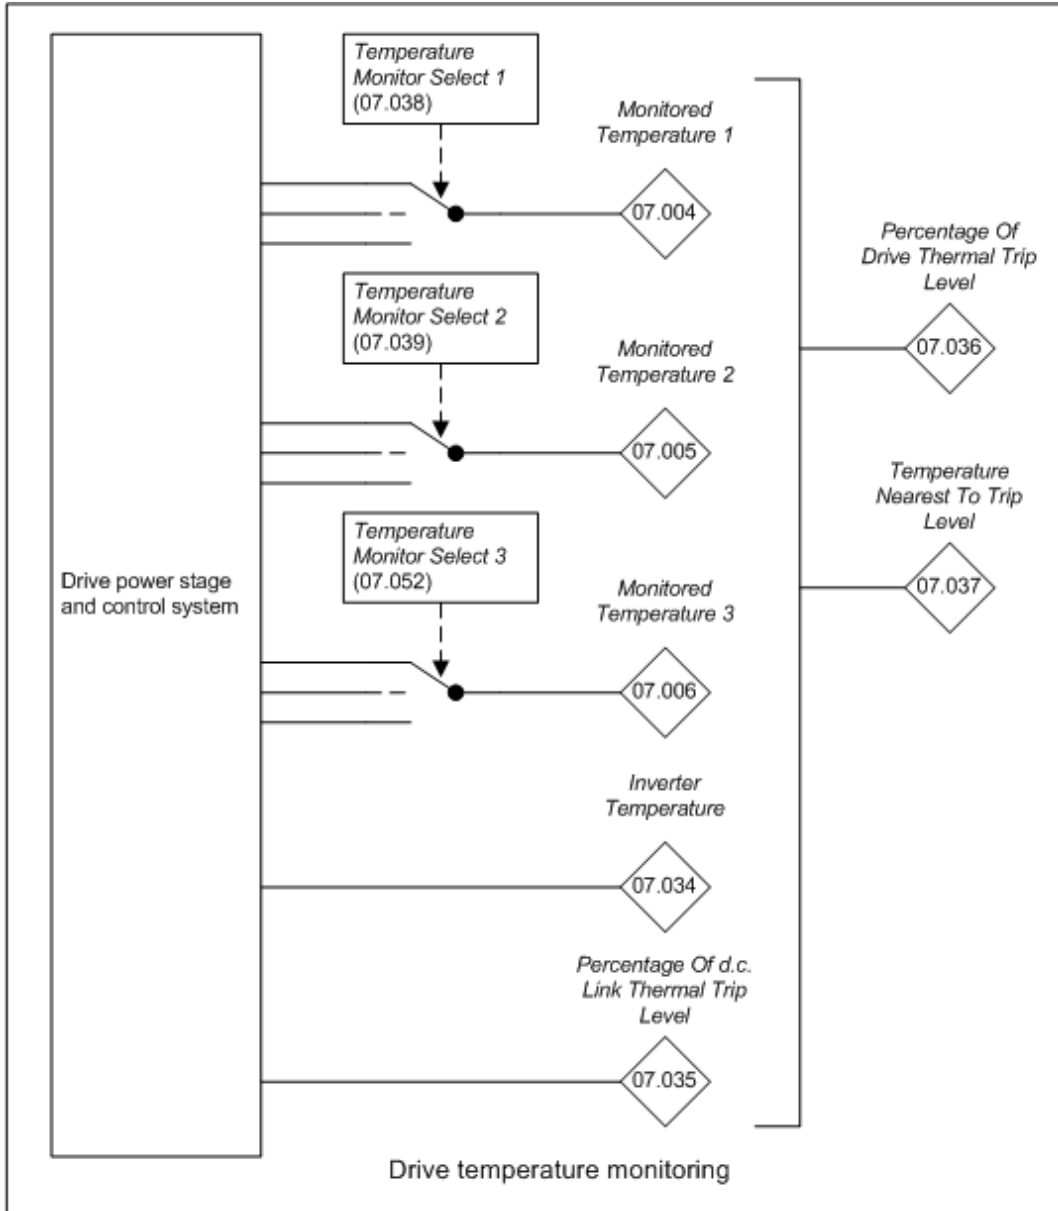 Temperature
Monitor Select 1
(07.038)
Monitored
Temperature 1
07.004
Percentage Of
Drive Thermal Trip
Level
07.036
Temperature
Monitor Select 2
(07.039)
Monitored
Temperature 2
07.005
Temperature
Nearest To Trip
Level
07.037
Temperature
Monitor Select 3
(07.052)
Drive power stage
and control system
Monitored
Temperature 3
07.006
Inverter
Temperature
07.034
Percentage Of d.c.
Link Thermal Trip
Level
07.035
Drive temperature monitoring